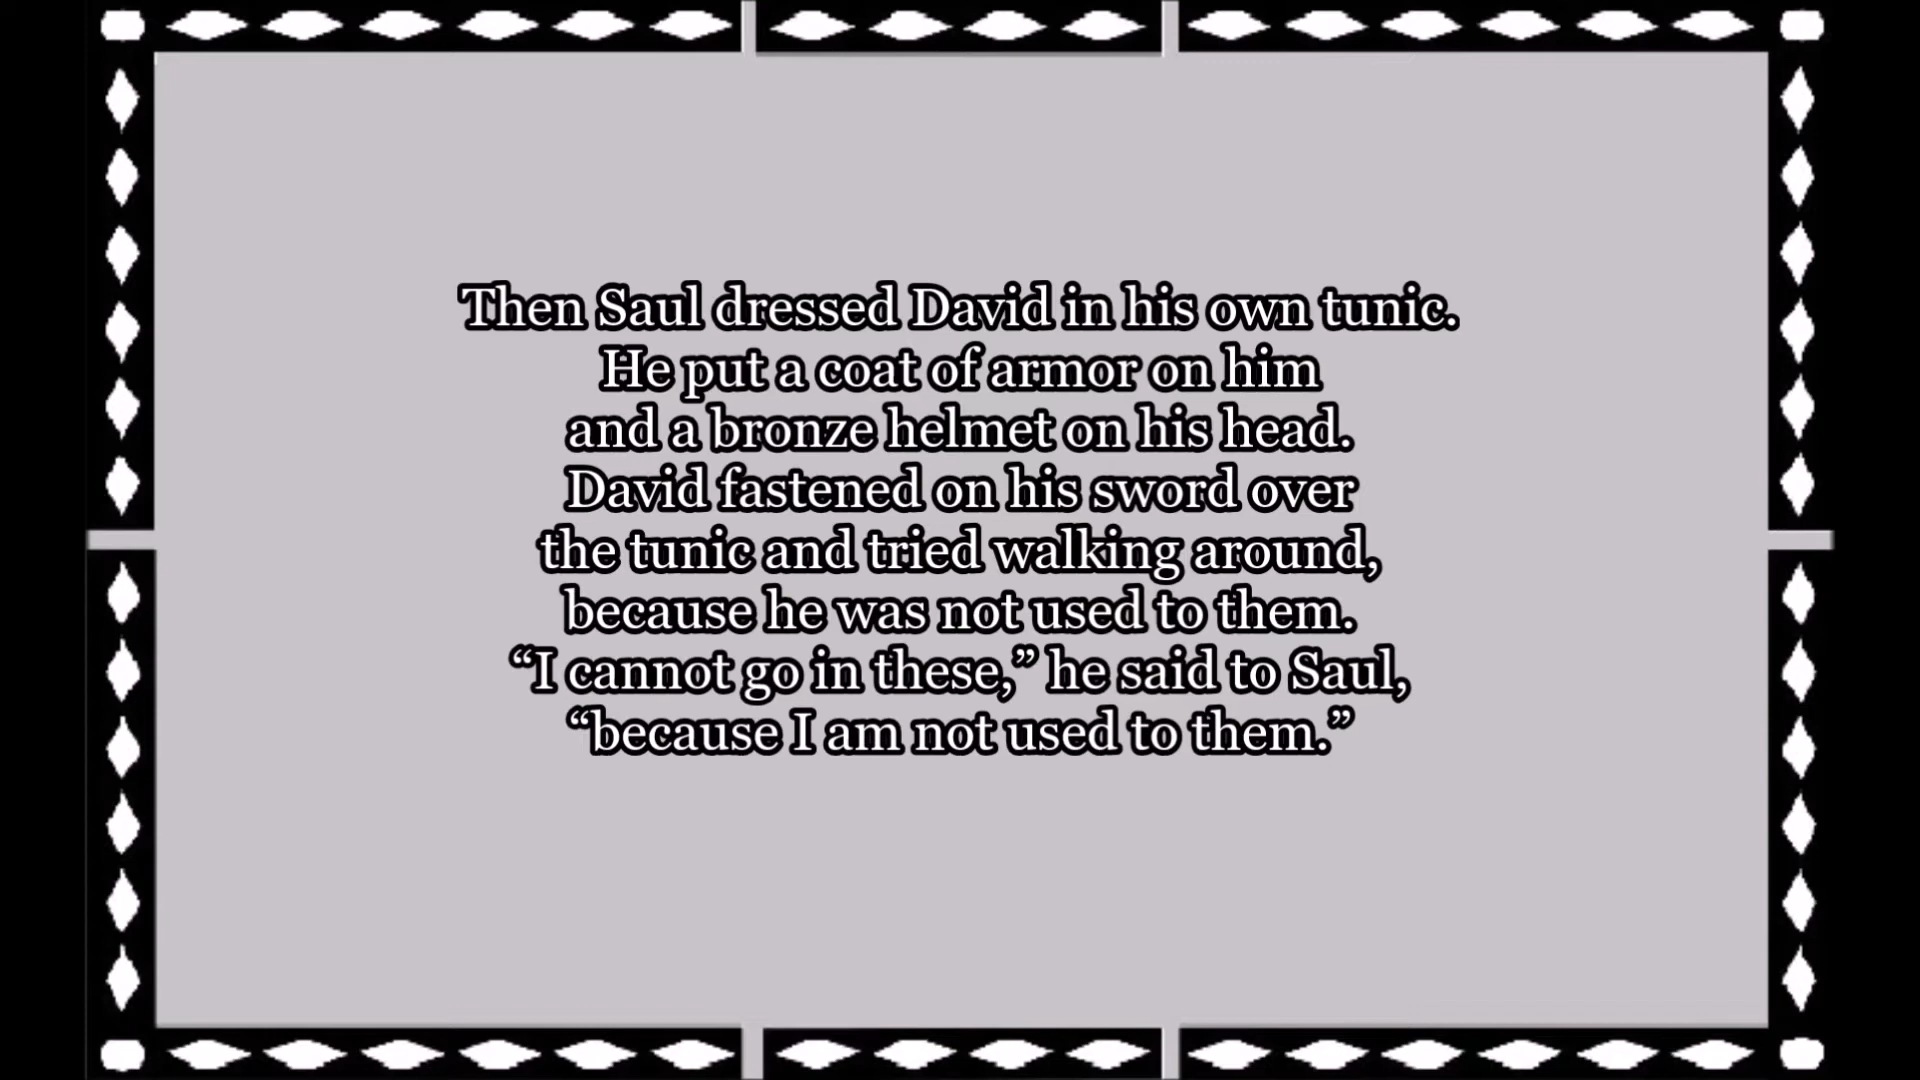 Then Saul dressed David in his own tunic.
He put a coat of armor on him
and a bronze helmet on his head.
David fastened on his sword over
the tunic and tried walking around,
because he was not used to them.
“I cannot go in these,” he said to Saul,
“because I am not used to them.”